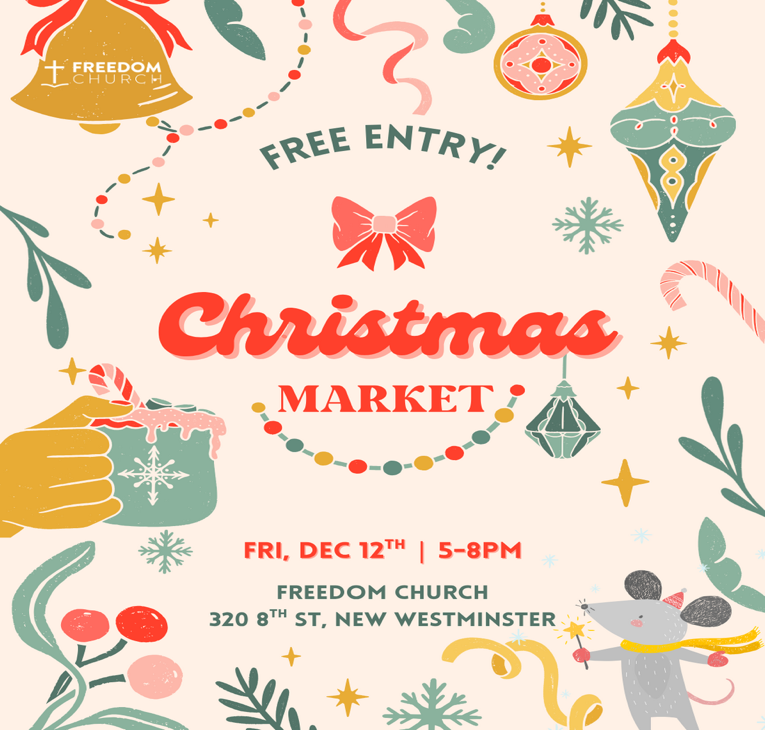 FREEDOM
CHURCH
FREE ENTRY!
Christmas
MARKET
FRI, DEC 12TH | 5-8PM
FREEDOM CHURCH
320 8TH ST, NEW WESTMINSTER